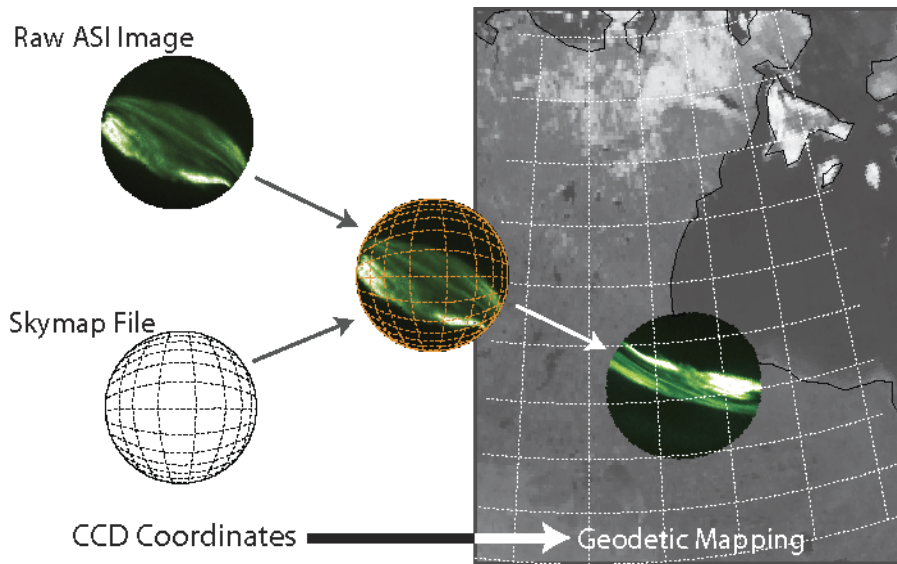 Raw ASI Image
Skymap File
CCD Coordinates
Geodetic Mapping